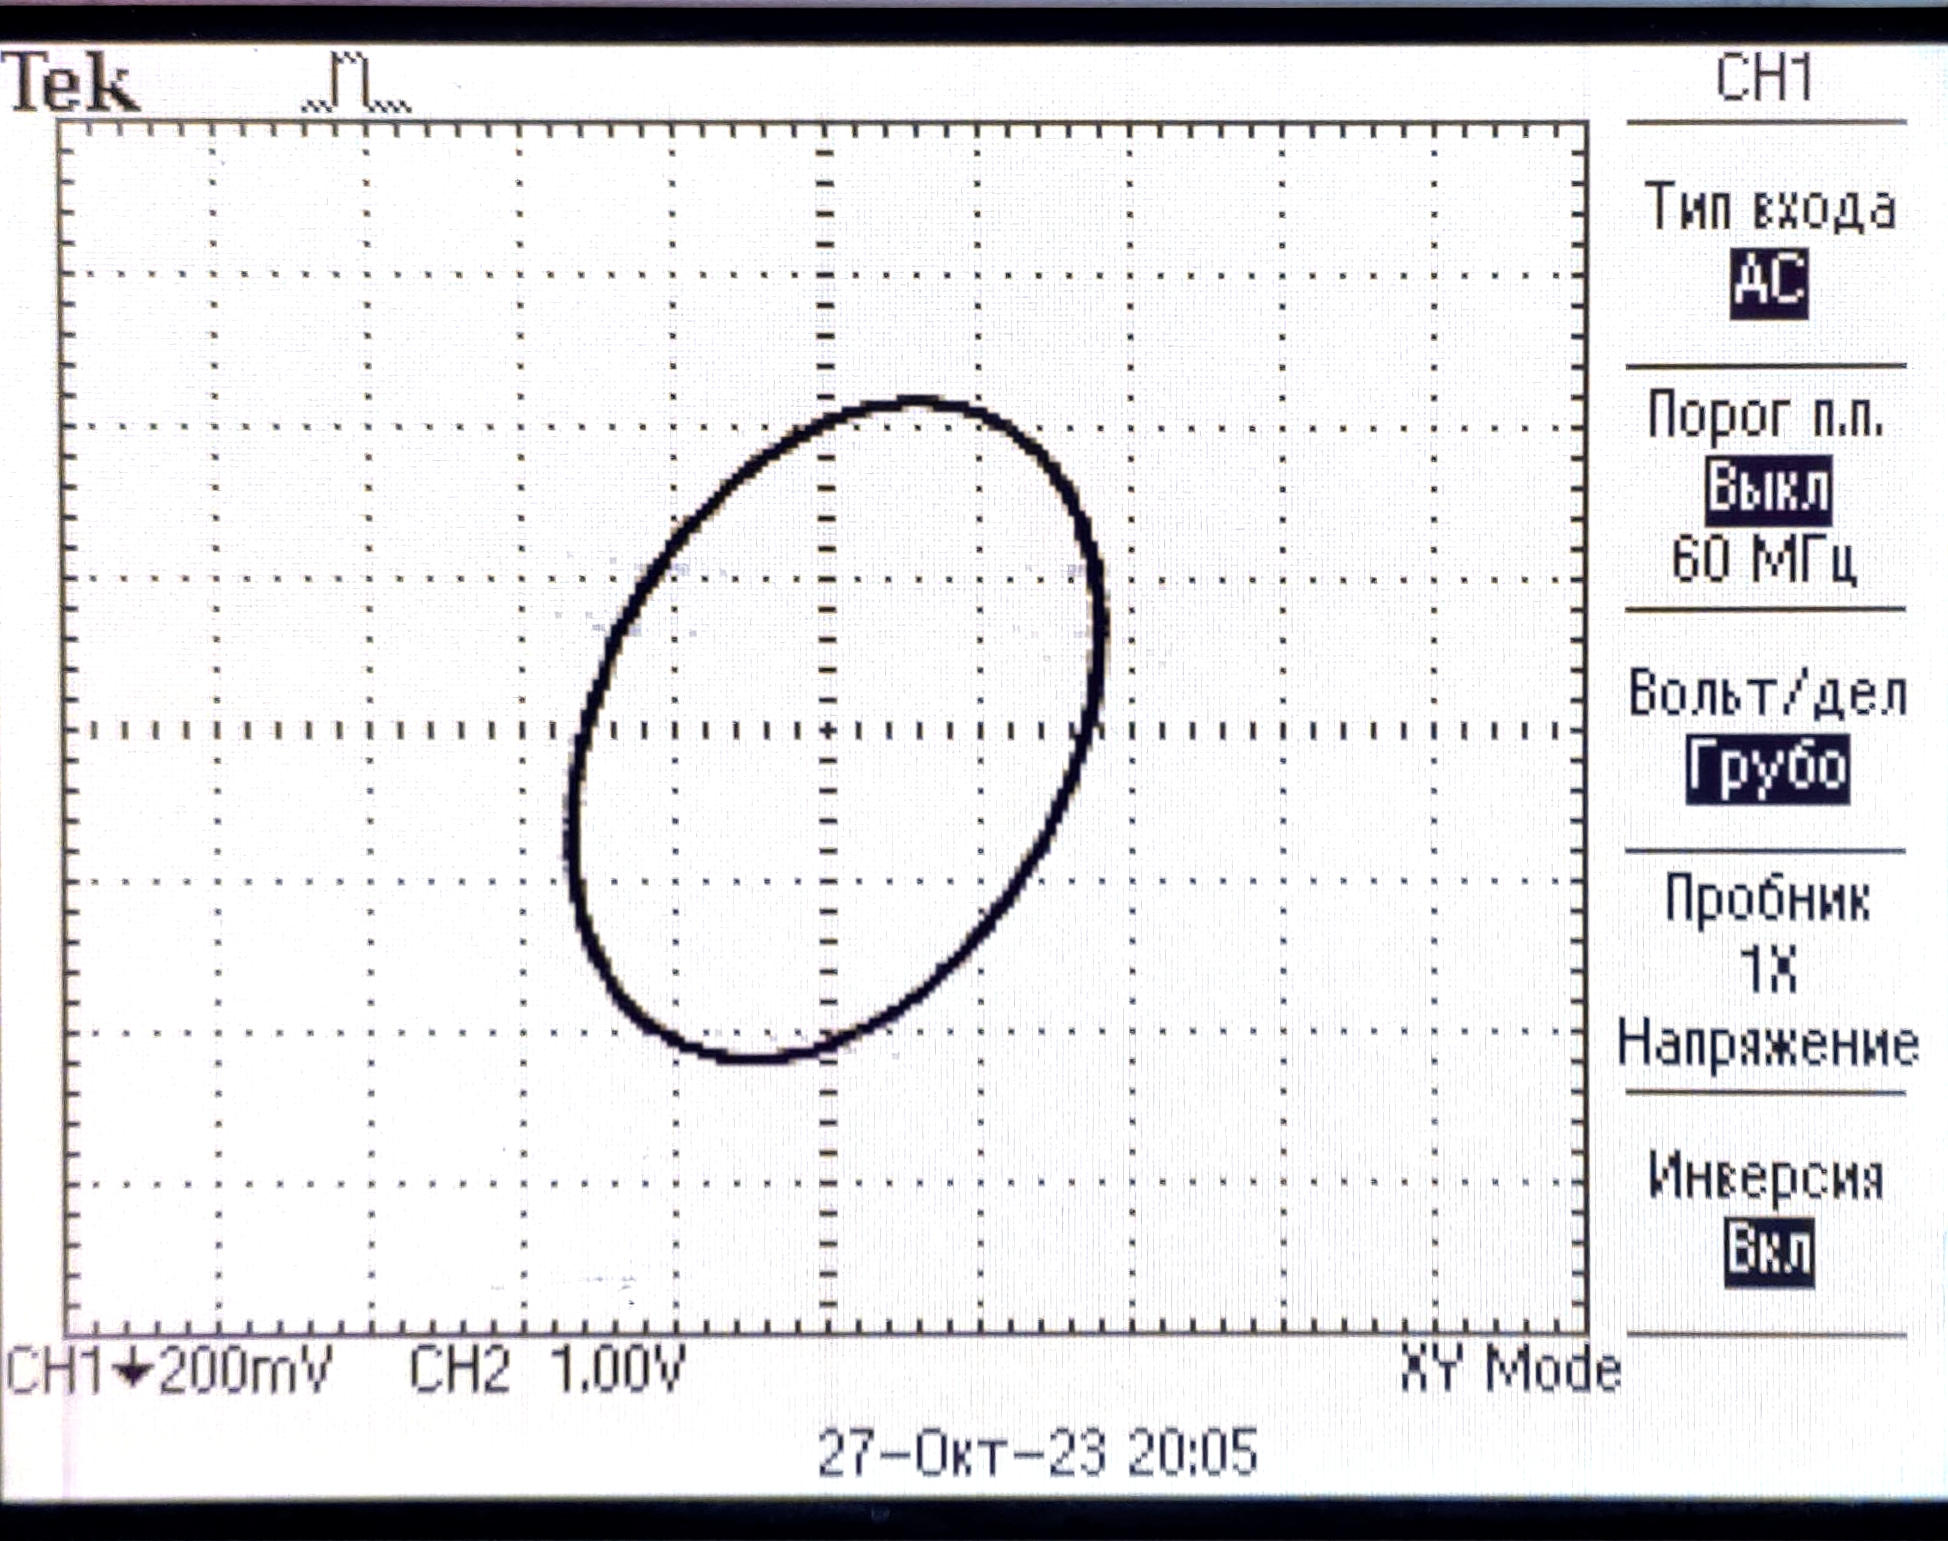 Tek
CH1
Тип входа
AC
Порог п.п.
Выкл
60 МГц
Вольт/дел
Грубо
Пробник
1X
Напряжение
Инверсия
Вкл
CH1↓200mV CH2 1.00V XY Mode
27-Окт-23 20:05